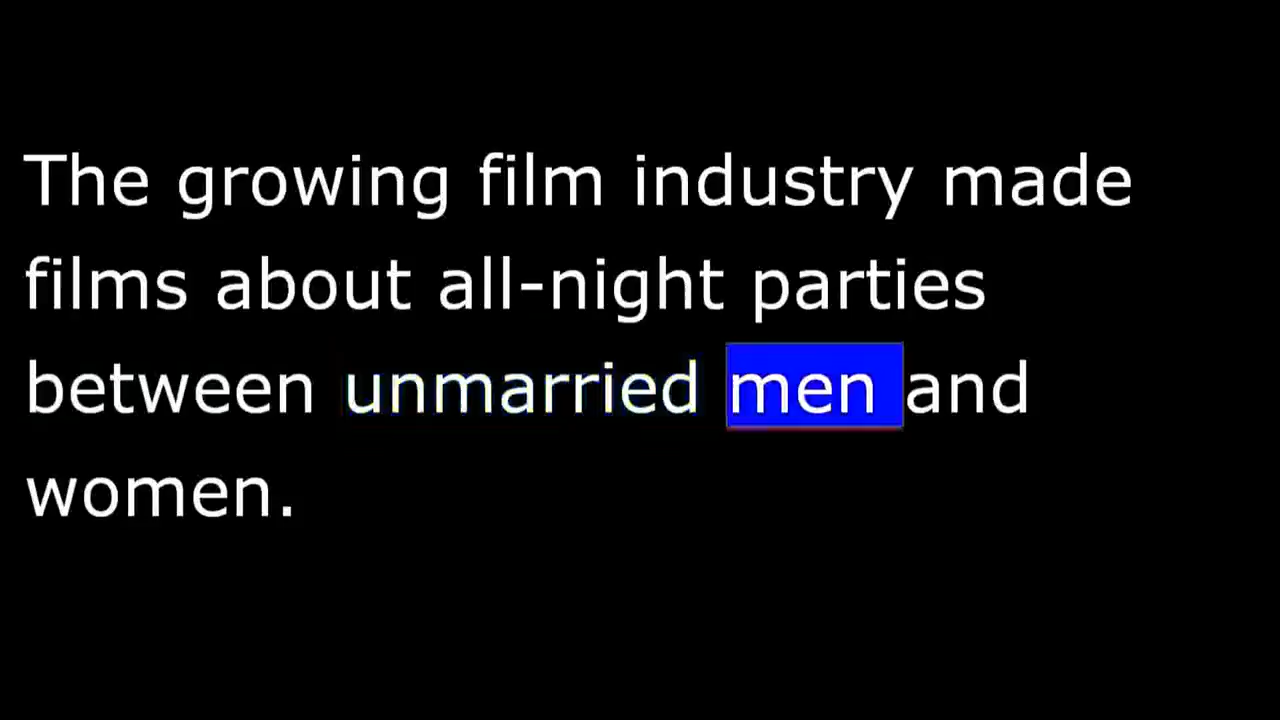 The growing film industry made
films about all-night parties
between unmarried men and
women.